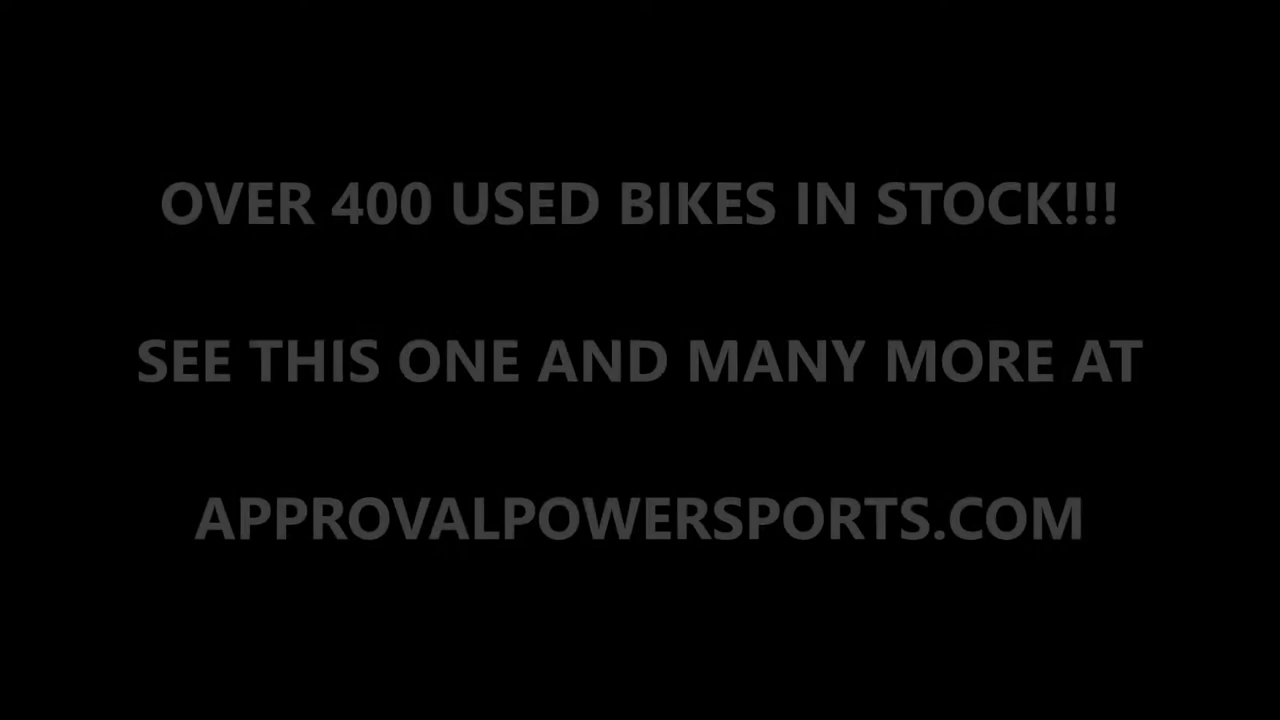 OVER 400 USED BIKES IN STOCK!!!
SEE THIS ONE AND MANY MORE AT
APPROVALPOWERSPORTS.COM